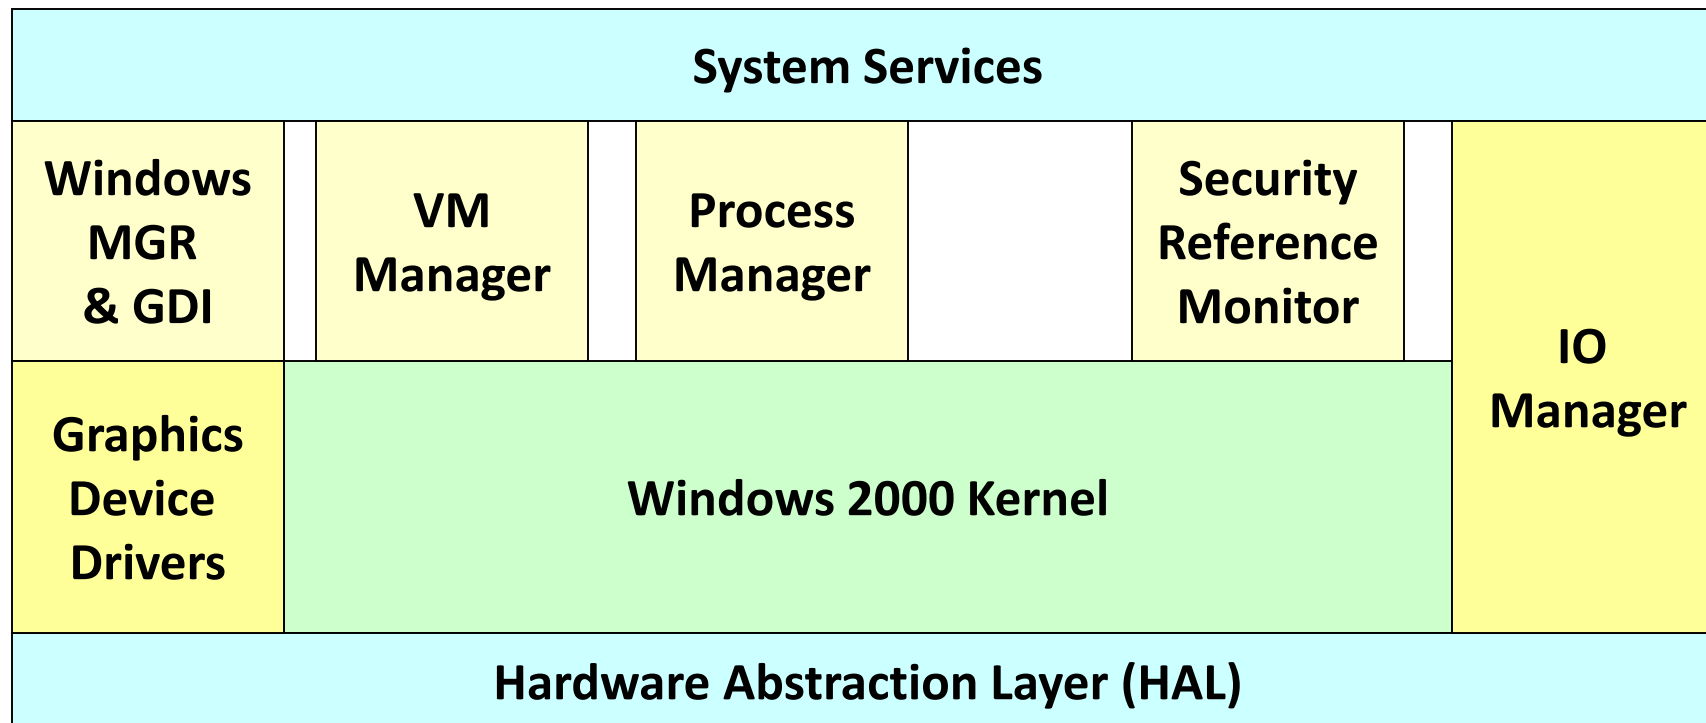 System Services
Windows
MGR
& GDI
VM
Manager
Process
Manager
Security
Reference
Monitor
IO
Manager
Graphics
Device
Drivers
Windows 2000 Kernel
Hardware Abstraction Layer (HAL)